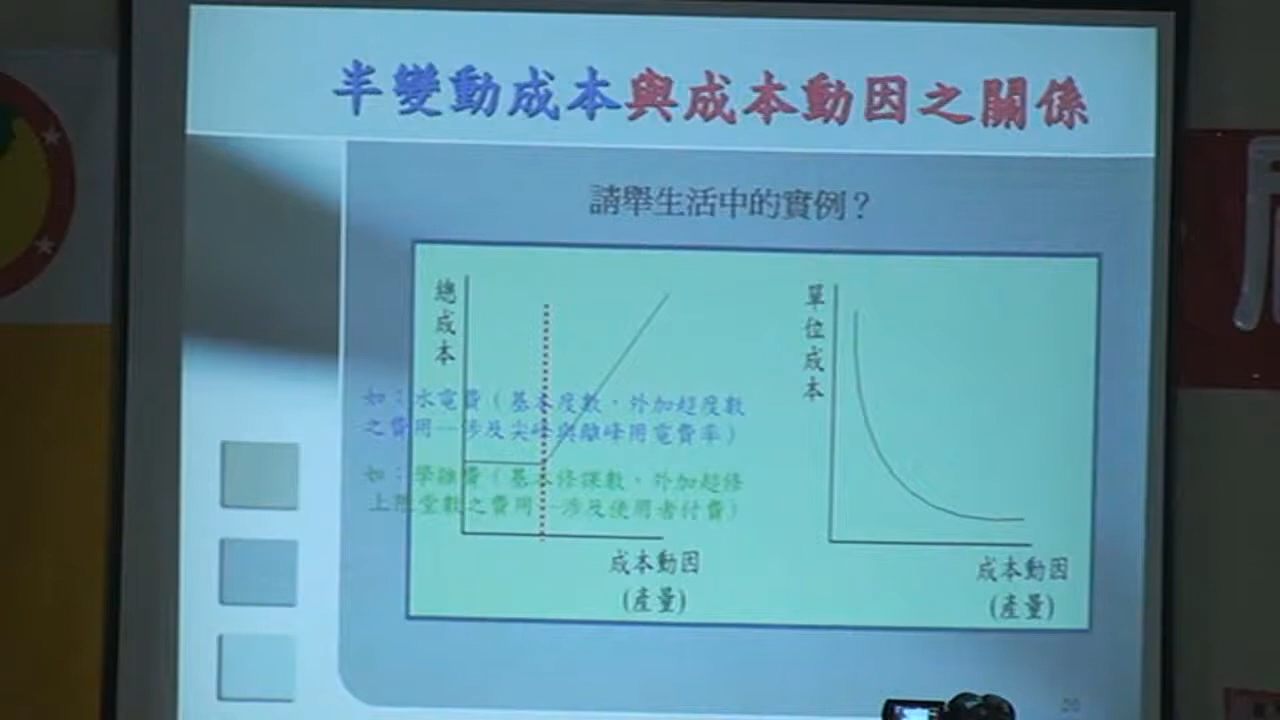 半變動成本與成本動因之關係
請舉生活中的實例？
總成本
單位成本
如：水電費（基本度數，外加超度數
之費用—涉及尖峰與離峰用電費率）
如：學雜費（基本修課數，外加超修
上限堂數之費用—涉及使用者付費）
成本動因
(產量)
成本動因
(產量)
20